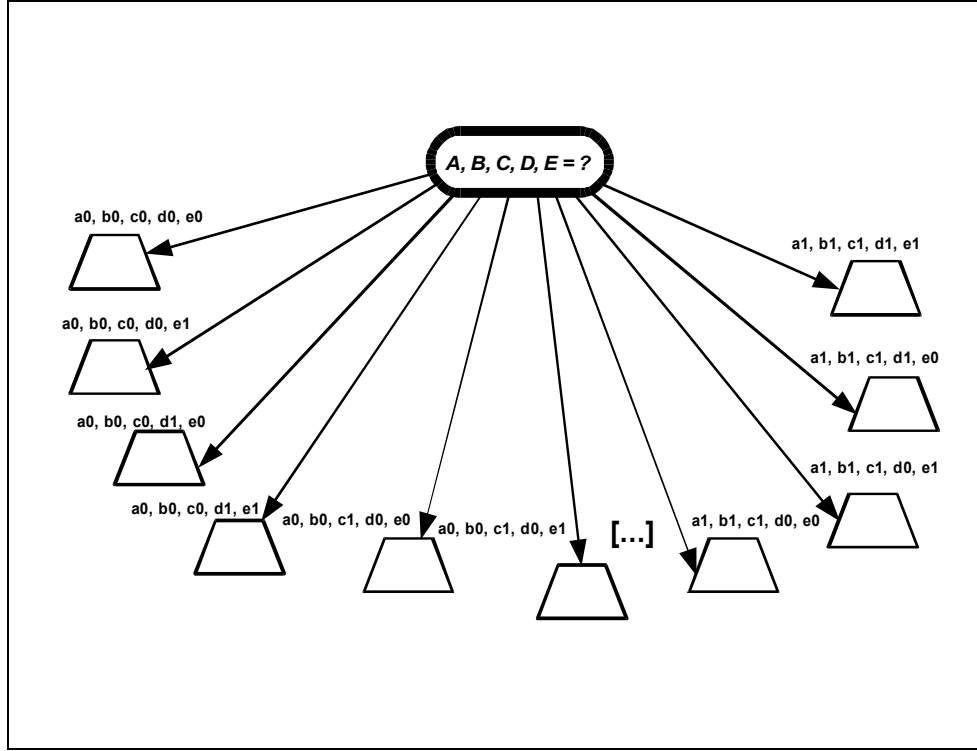 A, B, C, D, E = ?
a0, b0, c0, d0, e0
a1, b1, c1, d1, e1
a0, b0, c0, d0, e1
a1, b1, c1, d1, e0
a0, b0, c0, d1, e0
a1, b1, c1, d0, e1
a0, b0, c0, d1, e1
a0, b0, c1, d0, e0
a0, b0, c1, d0, e1
[...]
a1, b1, c1, d0, e0